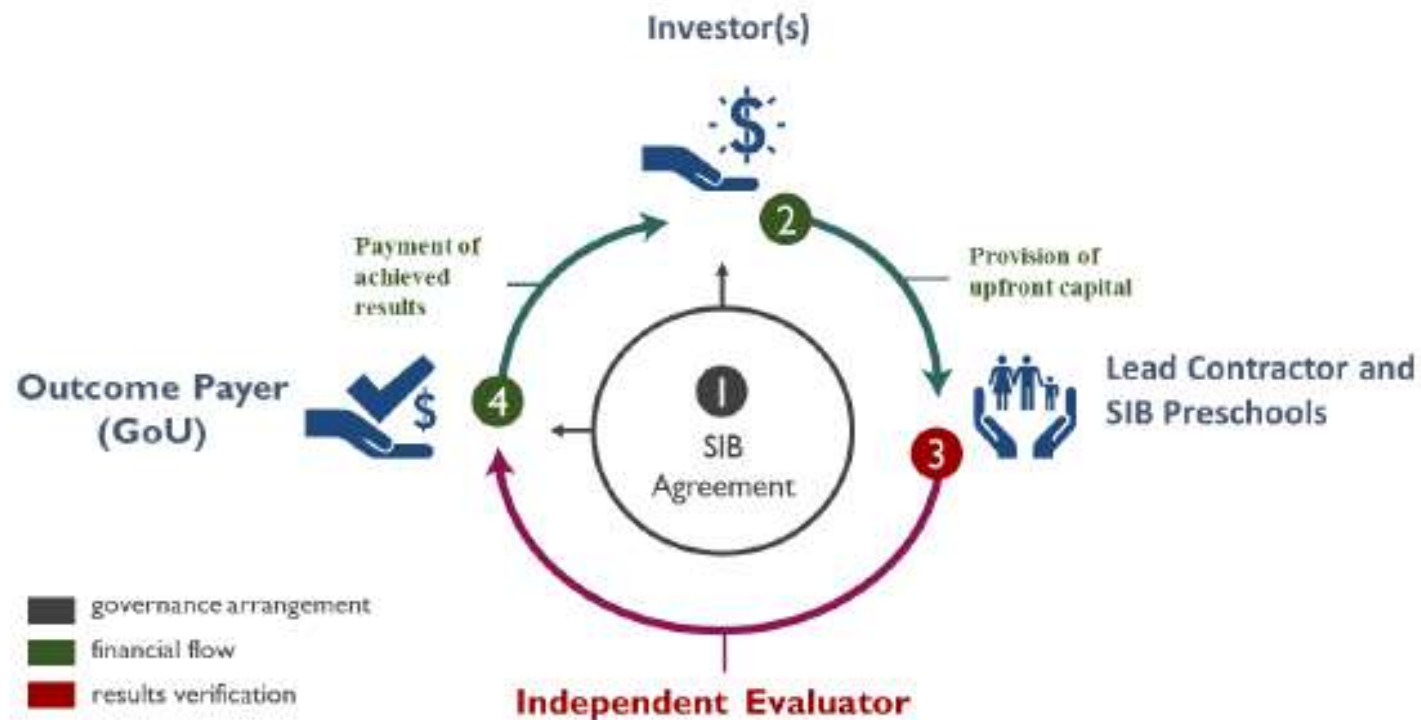 Investor(s)
$
2
Payment of
achieved
results
Provision of
upfront capital
Outcome Payer
(GoU)
$
4
1
SIB
Agreement
3
Lead Contractor and
SIB Preschools
governance arrangement
financial flow
results verification
Independent Evaluator